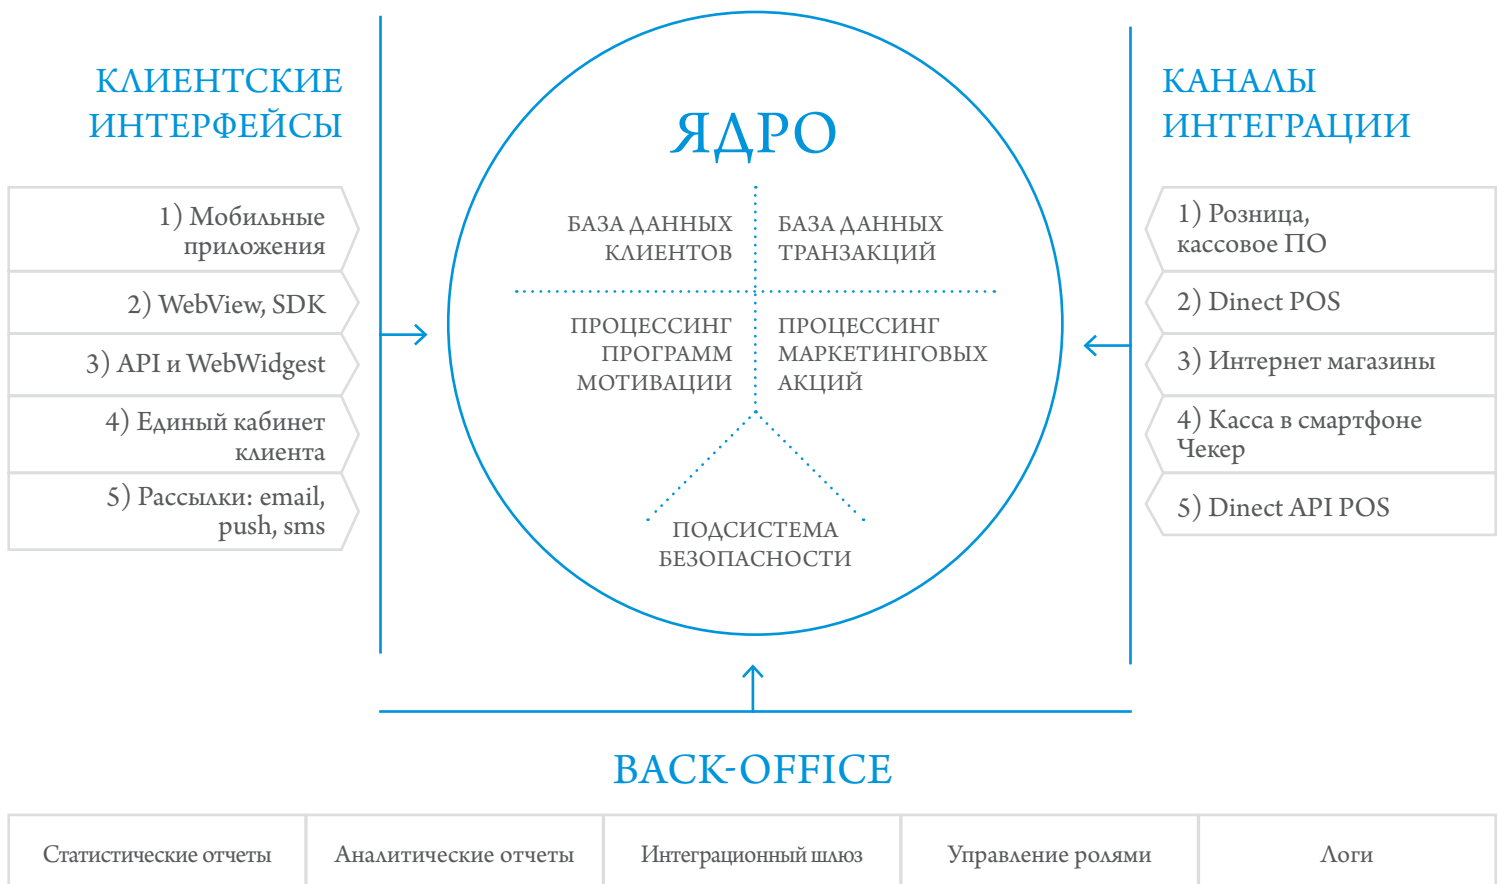 КЛИЕНТСКИЕ
ИНТЕРФЕЙСЫ
1) Мобильные
приложения
2) WebView, SDK
3) API и WebWidgest
4) Единый кабинет
клиента
5) Рассылки: email,
push, sms
ЯДРО
БАЗА ДАННЫХ
КЛИЕНТОВ
БАЗА ДАННЫХ
ТРАНЗАКЦИЙ
ПРОЦЕССИНГ
ПРОГРАММ
МОТИВАЦИИ
ПРОЦЕССИНГ
МАРКЕТИНГОВЫХ
АКЦИЙ
ПОДСИСТЕМА
БЕЗОПАСНОСТИ
КАНАЛЫ
ИНТЕГРАЦИИ
1) Розница,
кассовое ПО
2) Dinect POS
3) Интернет магазины
4) Касса в смартфоне
Чекер
5) Dinect API POS
BACK-OFFICE
Статистические отчеты
Аналитические отчеты
Интеграционный шлюз
Управление ролями
Логи